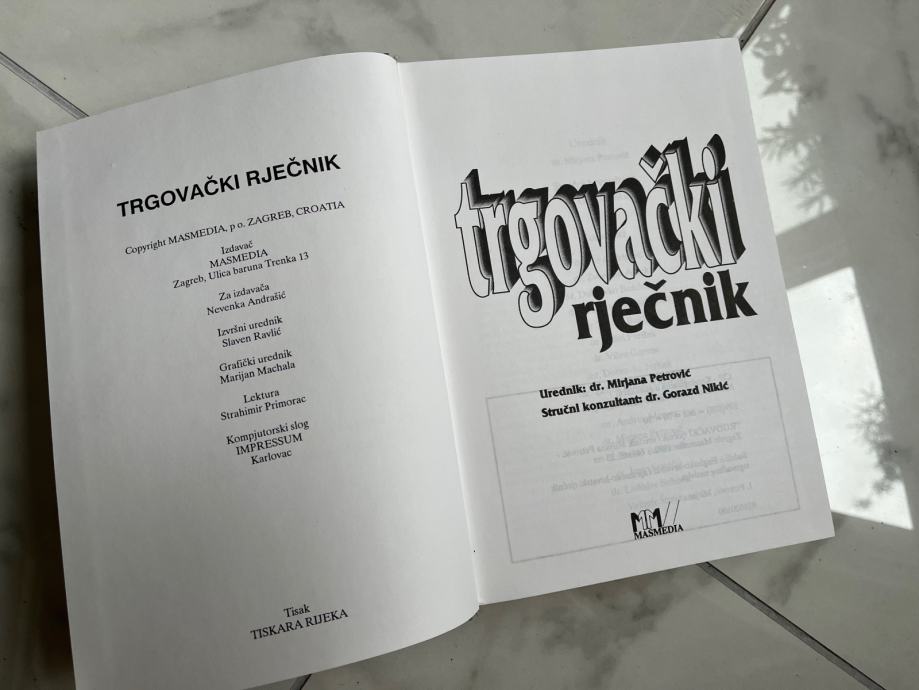 TRGOVAČKI RJEČNIK
Copyright MASMEDIA, p o. ZAGREB, CROATIA
Izdavač
MASMEDIA
Zagreb, Ulica baruna Trenka 13
Za izdavača
Nevenka Andrašić
Izvršni urednik
Slaven Ravlić
Grafički urednik
Marijan Machala
Lektura
Strahimir Primorac
Kompjutorski slog
IMPRESSUM
Karlovac
Tisak
TISKARA RIJEKA
trgovački
rječnik
Urednik: dr. Mirjana Petrović
Stručni konzultant: dr. Gorazd Nikić
MM
MASMEDIA